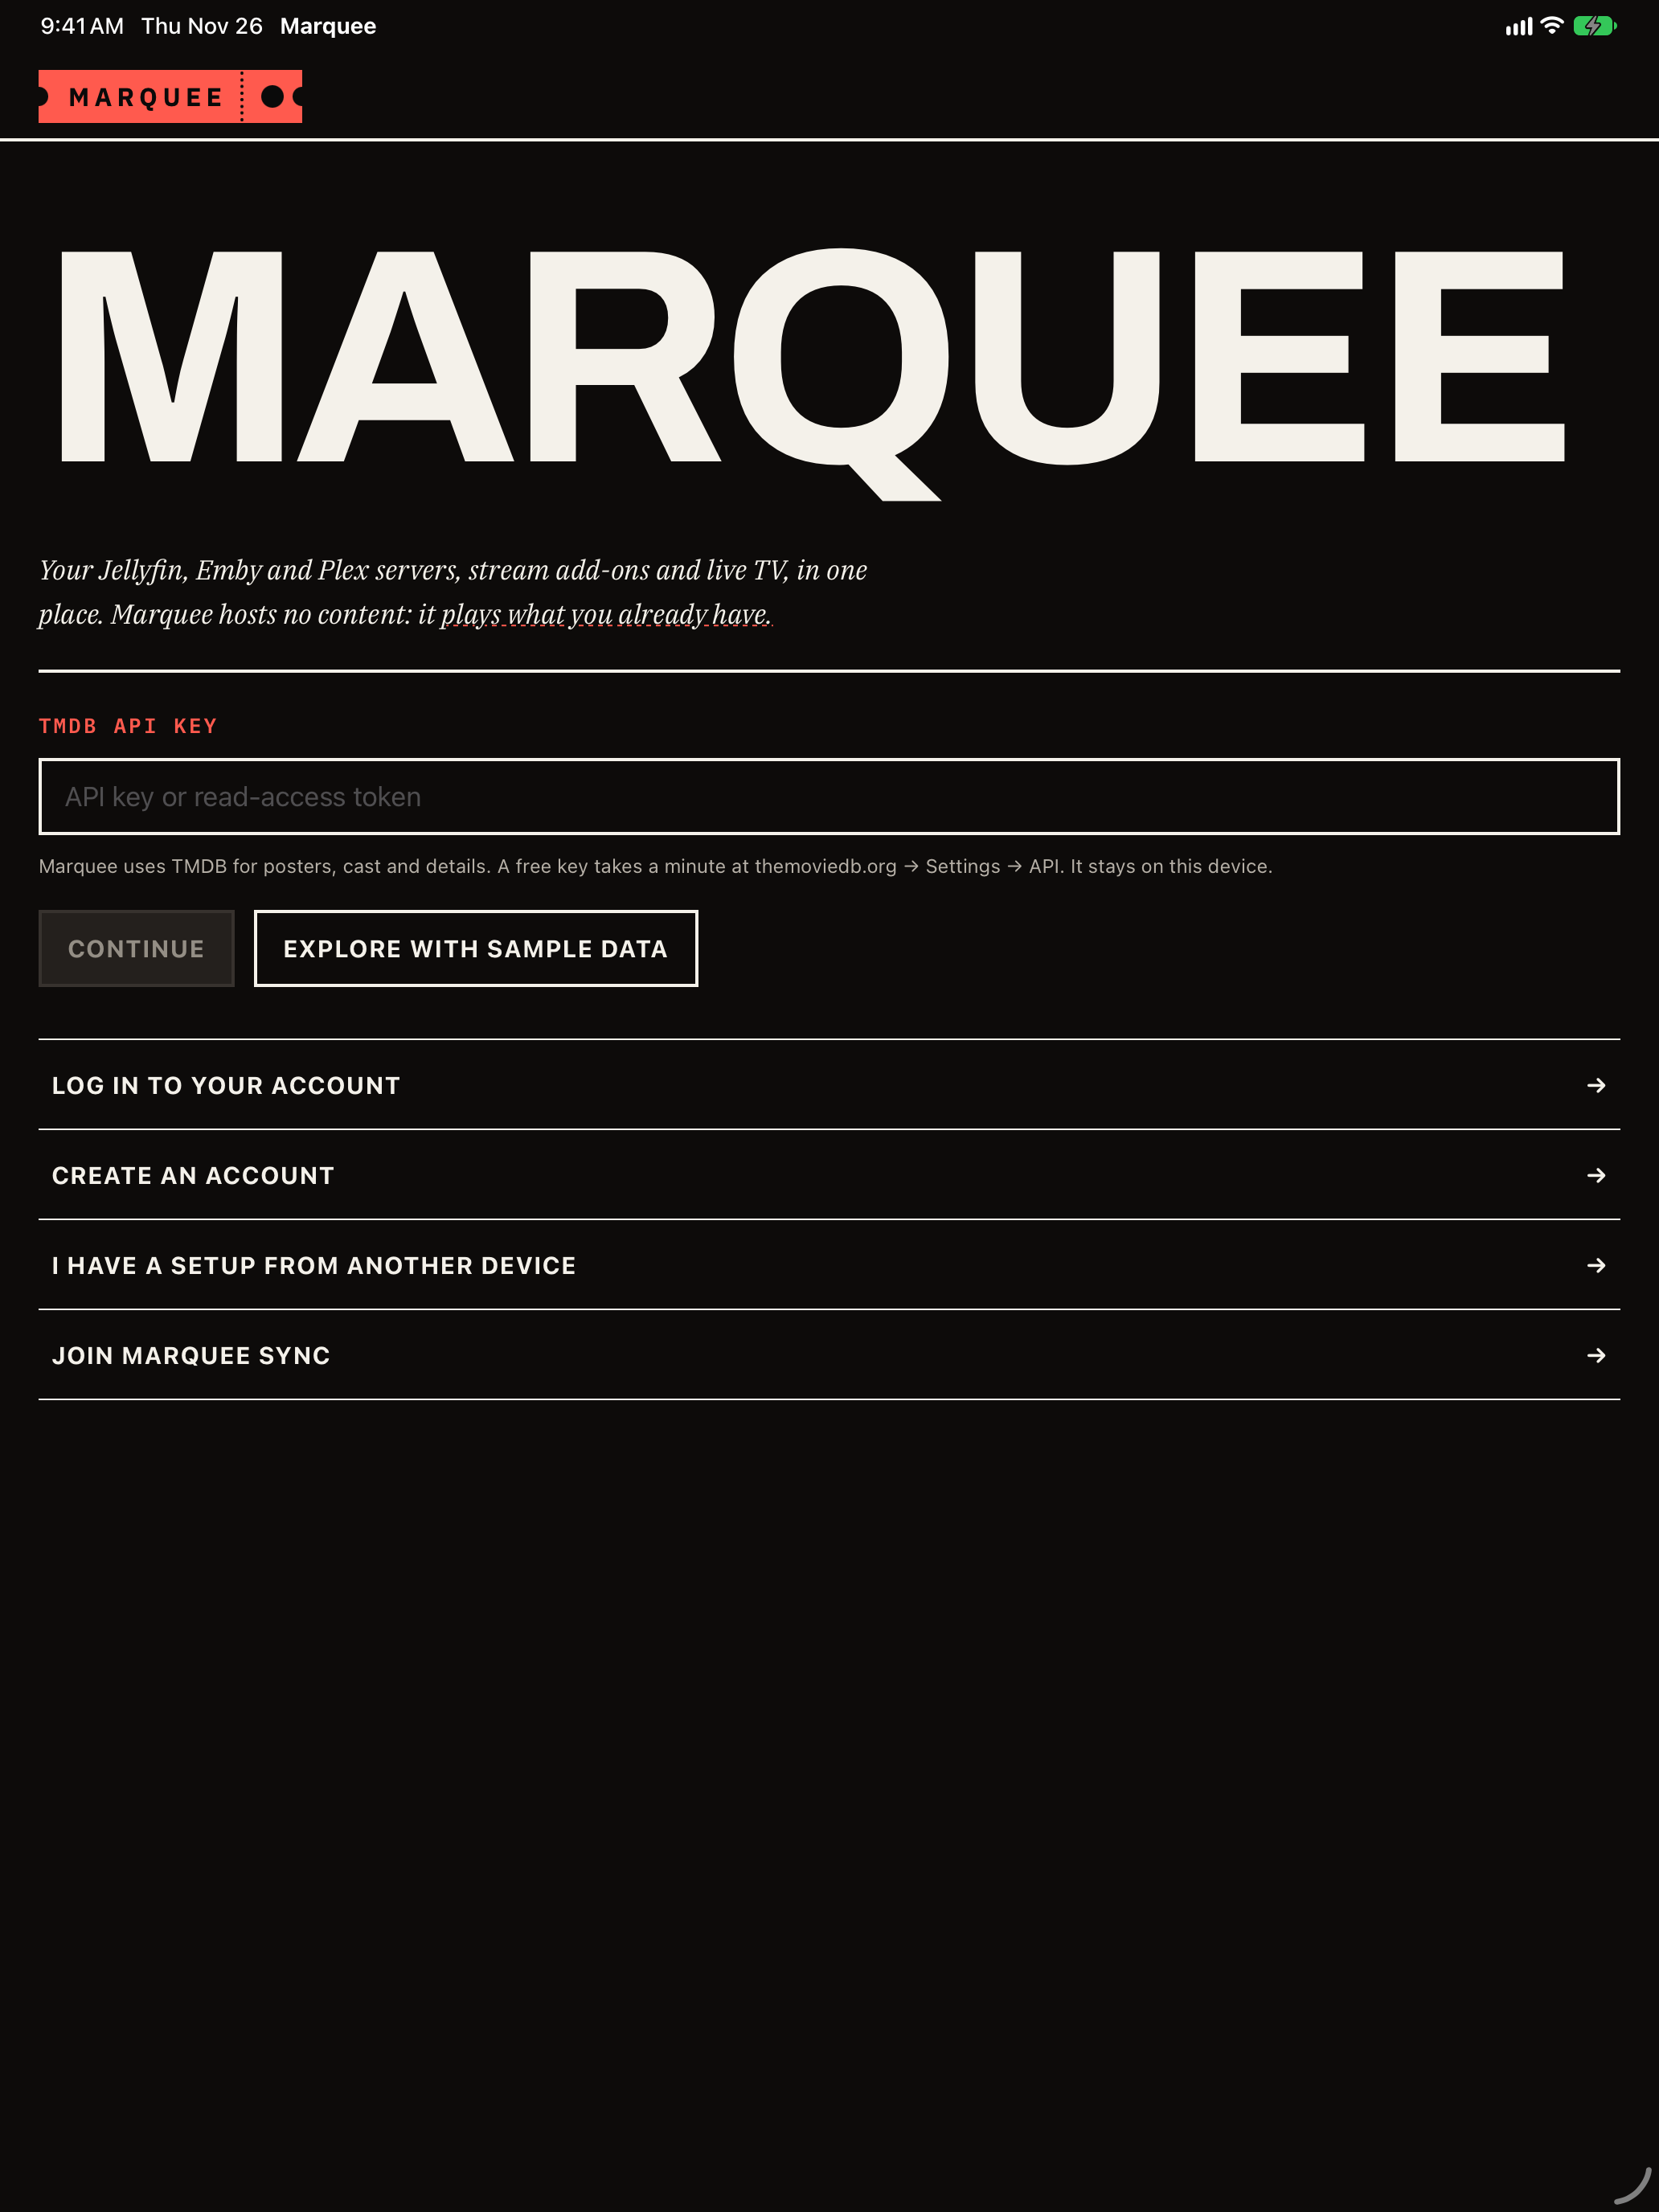 9:41 AM Thu Nov 26 Marquee
MARQUEE
MARQUEE
Your Jellyfin, Emby and Plex servers, stream add-ons and live TV, in one
place. Marquee hosts no content: it plays what you already have.
TMDB API KEY
API key or read-access token
Marquee uses TMDB for posters, cast and details. A free key takes a minute at themoviedb.org → Settings → API. It stays on this device.
CONTINUE
EXPLORE WITH SAMPLE DATA
LOG IN TO YOUR ACCOUNT →
CREATE AN ACCOUNT →
I HAVE A SETUP FROM ANOTHER DEVICE →
JOIN MARQUEE SYNC →